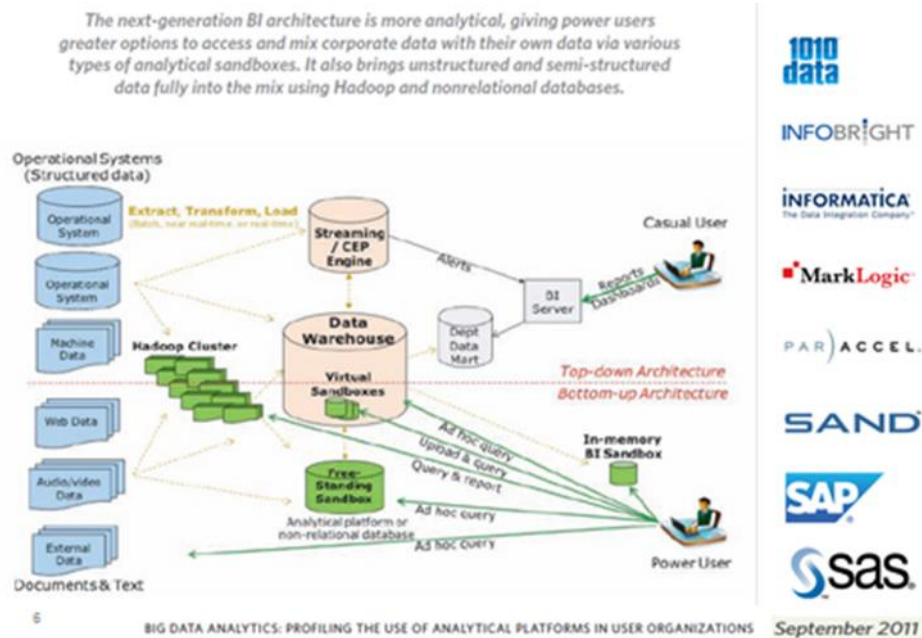 The next-generation BI architecture is more analytical, giving power users
greater options to access and mix corporate data with their own data via various
types of analytical sandboxes. It also brings unstructured and semi-structured
data fully into the mix using Hadoop and nonrelational databases.
Operational Systems
(Structured data)
Operational
System
Extract, Transform, Load
(Batch, near real-time, or real-time)
Streaming
/ CEP
Engine
Casual User
Alerts
Reports
Dashboards
Operational
System
BI
Server
Machine
Data
Hadoop Cluster
Data
Warehouse
Dept
Data
Mart
Virtual
Sandboxes
Top-down Architecture
Bottom-up Architecture
Web Data
Ad hoc query
Upload & query
Query & report
In-memory
BI Sandbox
Audio/video
Data
Free-
Standing
Sandbox
Ad hoc query
Analytical platform or
non-relational database
Ad hoc query
External
Data
Power User
Documents & Text
6
BIG DATA ANALYTICS: PROFILING THE USE OF ANALYTICAL PLATFORMS IN USER ORGANIZATIONS
1010
data
INFOBRIGHT
INFORMATICA
The Data Integration Company™
MarkLogic
PAR)ACCEL.
SAND
SAP
sas.
September 2011